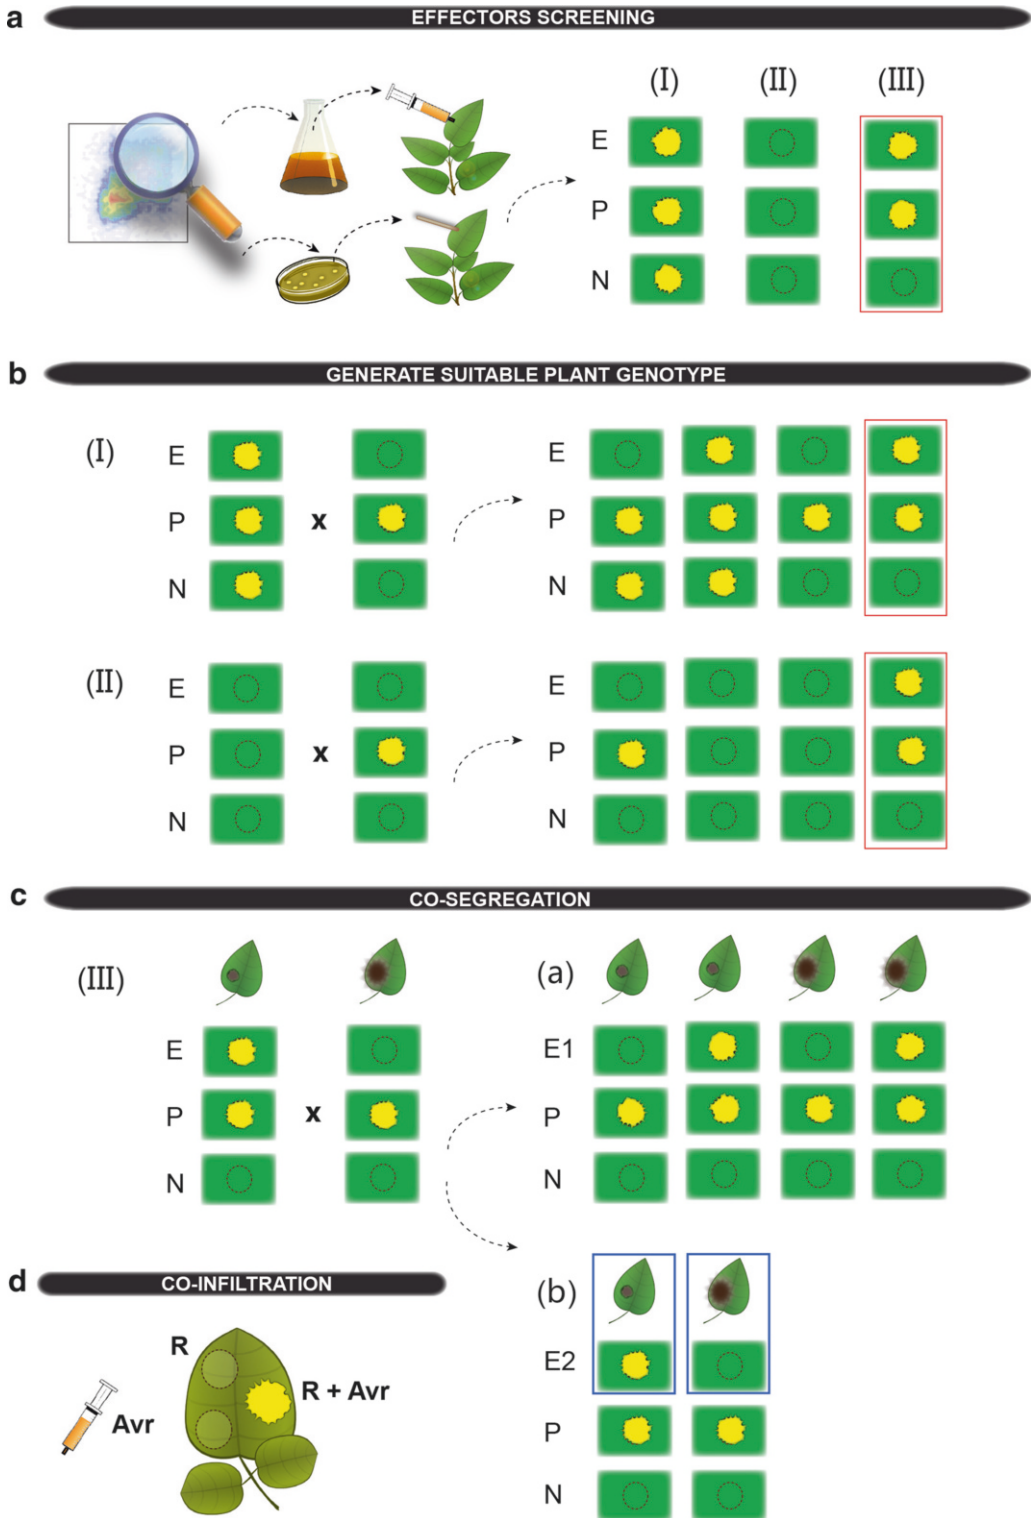 a EFFECTORS SCREENING
(I) (II) (III)
E
P
N
b GENERATE SUITABLE PLANT GENOTYPE
(I) E E
P x P
N N
(II) E E
P x P
N N
c CO-SEGREGATION
(III) (a)
E E1
P x P
N N
d CO-INFILTRATION
(b)
R
R + Avr
Avr
E2
P
N